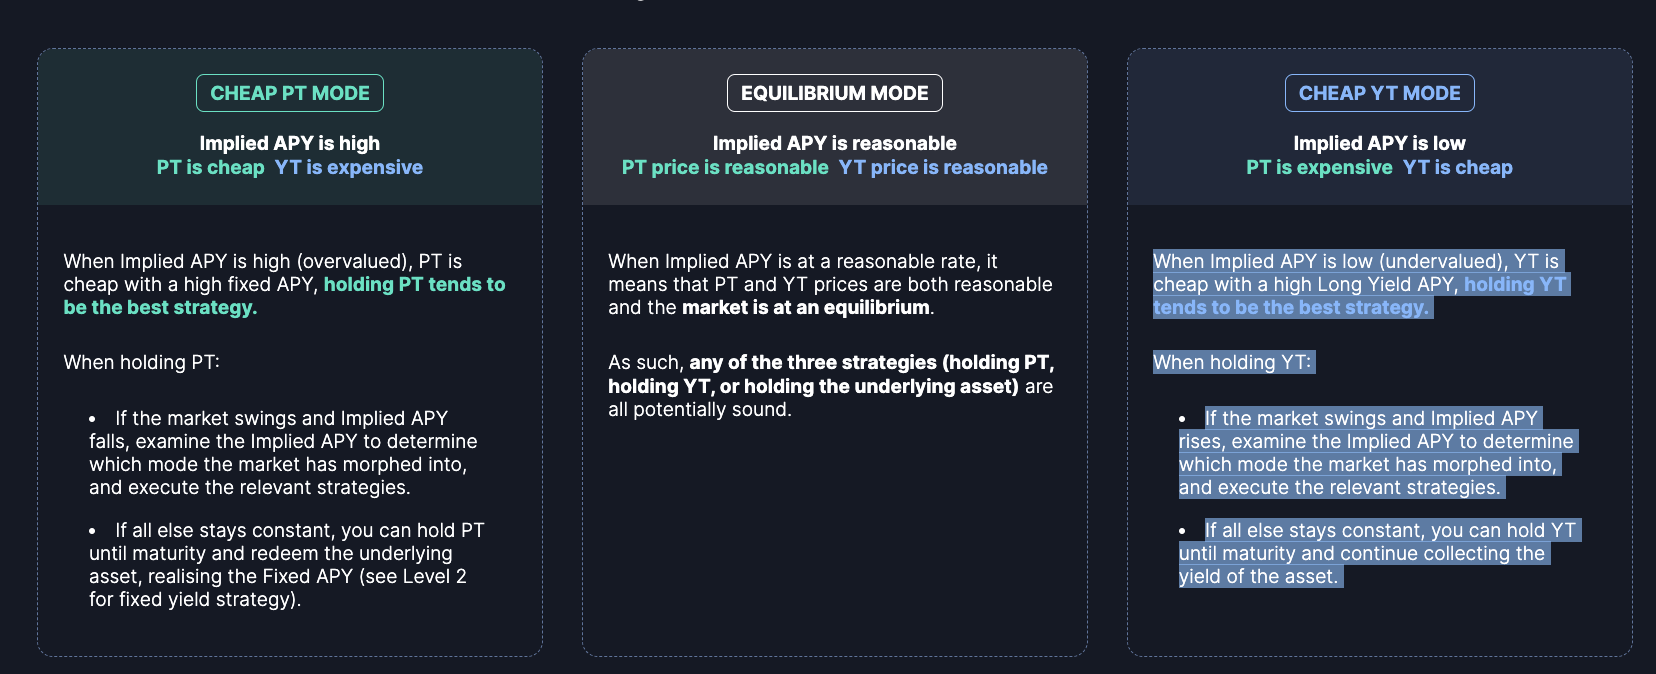 CHEAP PT MODE
Implied APY is high
PT is cheap YT is expensive
When Implied APY is high (overvalued), PT is
cheap with a high fixed APY, holding PT tends to
be the best strategy.
When holding PT:
• If the market swings and Implied APY
falls, examine the Implied APY to determine
which mode the market has morphed into,
and execute the relevant strategies.
• If all else stays constant, you can hold PT
until maturity and redeem the underlying
asset, realising the Fixed APY (see Level 2
for fixed yield strategy).
EQUILIBRIUM MODE
Implied APY is reasonable
PT price is reasonable YT price is reasonable
When Implied APY is at a reasonable rate, it
means that PT and YT prices are both reasonable
and the market is at an equilibrium.
As such, any of the three strategies (holding PT,
holding YT, or holding the underlying asset) are
all potentially sound.
CHEAP YT MODE
Implied APY is low
PT is expensive YT is cheap
When Implied APY is low (undervalued), YT is
cheap with a high Long Yield APY, holding YT
tends to be the best strategy.
When holding YT:
• If the market swings and Implied APY
rises, examine the Implied APY to determine
which mode the market has morphed into,
and execute the relevant strategies.
• If all else stays constant, you can hold YT
until maturity and continue collecting the
yield of the asset.